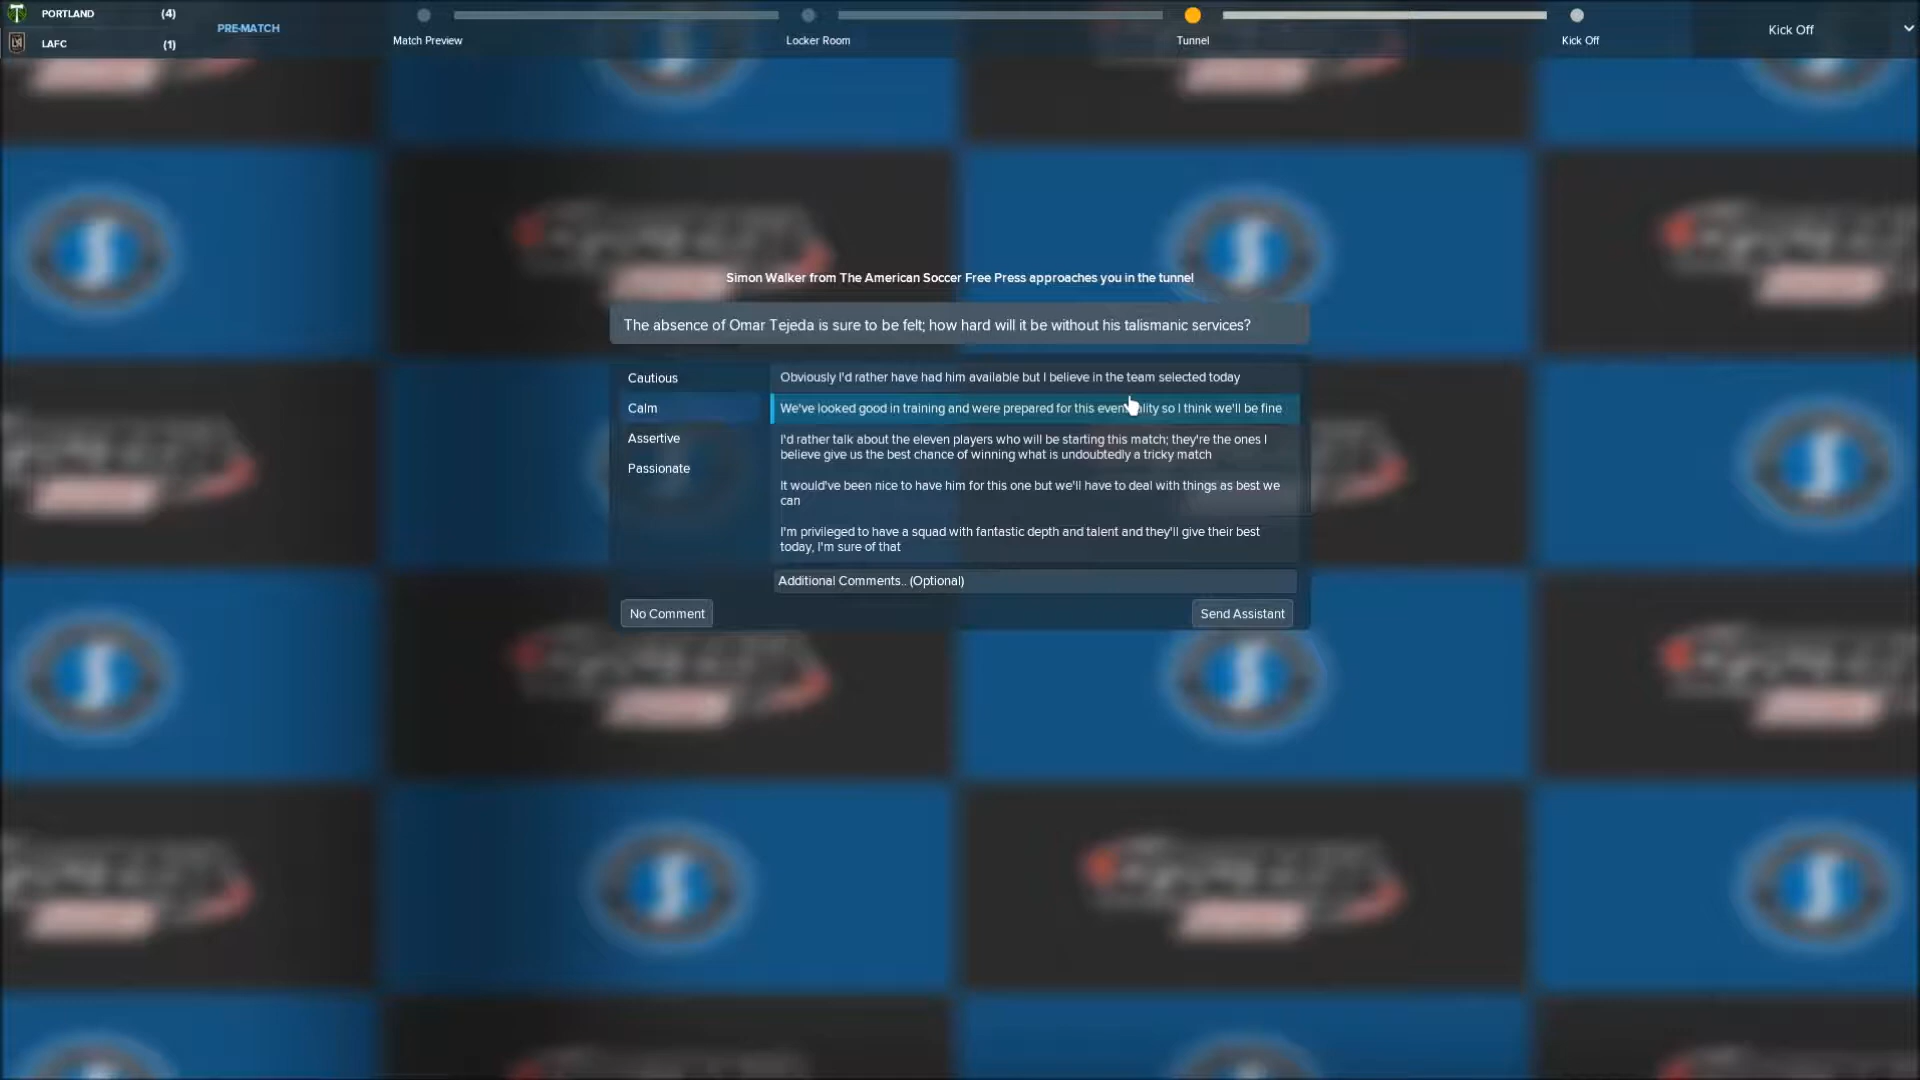 PORTLAND (4)
LAFC (1)
PRE-MATCH
Match Preview
Locker Room
Tunnel
Kick Off
Kick Off
Simon Walker from The American Soccer Free Press approaches you in the tunnel
The absence of Omar Tejeda is sure to be felt; how hard will it be without his talismanic services?
Cautious
Calm
Assertive
Passionate
Obviously I'd rather have had him available but I believe in the team selected today
We've looked good in training and were prepared for this eventuality so I think we'll be fine
I'd rather talk about the eleven players who will be starting this match; they're the ones I
believe give us the best chance of winning what is undoubtedly a tricky match
It would've been nice to have him for this one but we'll have to deal with things as best we
can
I'm privileged to have a squad with fantastic depth and talent and they'll give their best
today, I'm sure of that
Additional Comments.. (Optional)
No Comment
Send Assistant